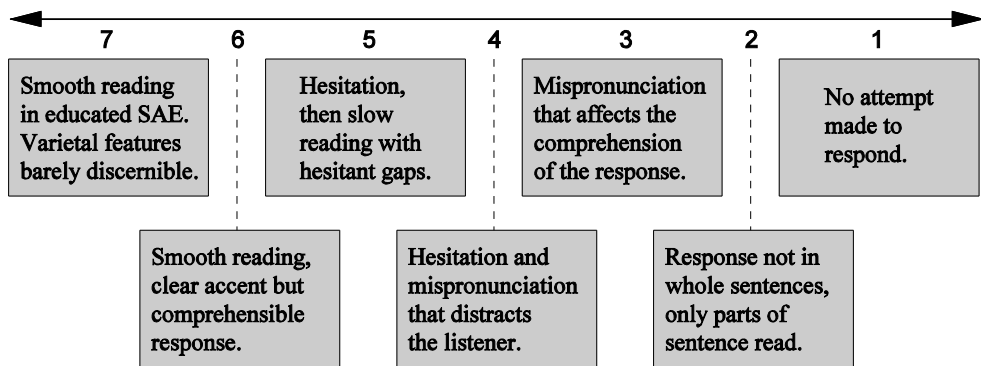 7 6 5 4 3 2 1
Smooth reading
in educated SAE.
Varietal features
barely discernible.
Hesitation,
then slow
reading with
hesitant gaps.
Mispronunciation
that affects the
comprehension
of the response.
No attempt
made to
respond.
Smooth reading,
clear accent but
comprehensible
response.
Hesitation and
mispronunciation
that distracts
the listener.
Response not in
whole sentences,
only parts of
sentence read.